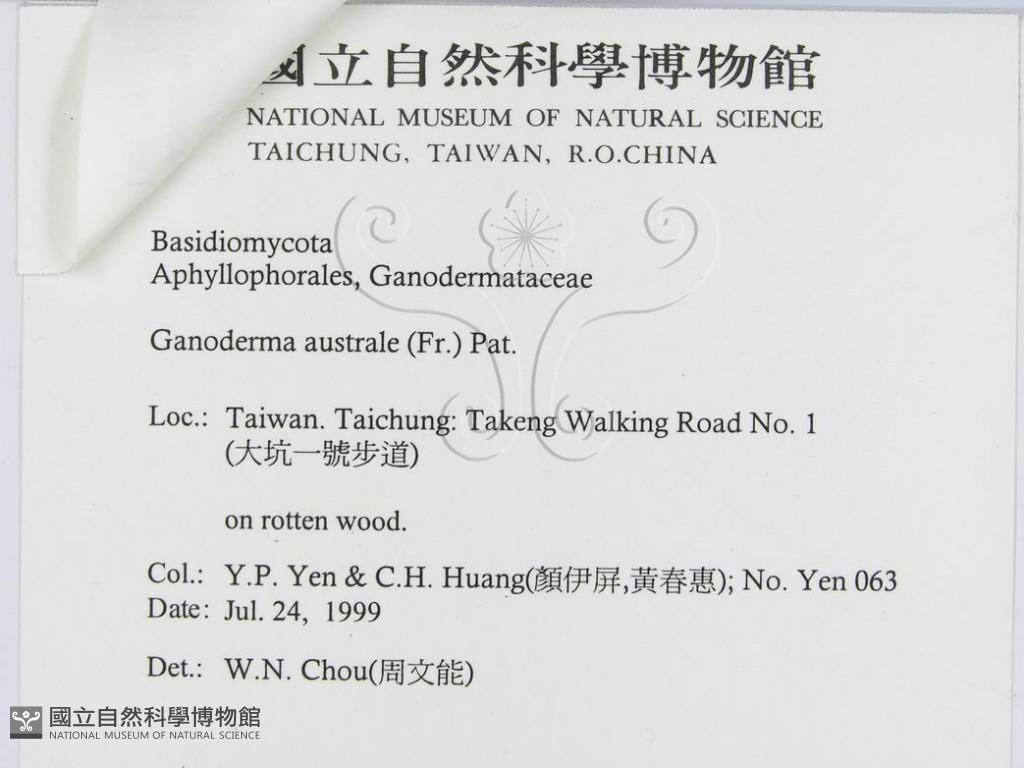 國立自然科學博物館
NATIONAL MUSEUM OF NATURAL SCIENCE
TAICHUNG, TAIWAN, R.O.CHINA
Basidiomycota
Aphyllophorales, Ganodermataceae
Ganoderma australe (Fr.) Pat.
Loc.: Taiwan. Taichung: Takeng Walking Road No. 1
(大坑一號步道)
on rotten wood.
Col.: Y.P. Yen & C.H. Huang(顏伊屏,黃春惠); No. Yen 063
Date: Jul. 24, 1999
Det.: W.N. Chou(周文能)
國立自然科學博物館
NATIONAL MUSEUM OF NATURAL SCIENCE